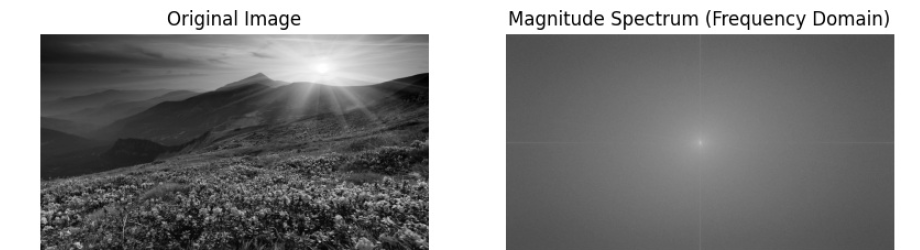 Original Image
Magnitude Spectrum (Frequency Domain)